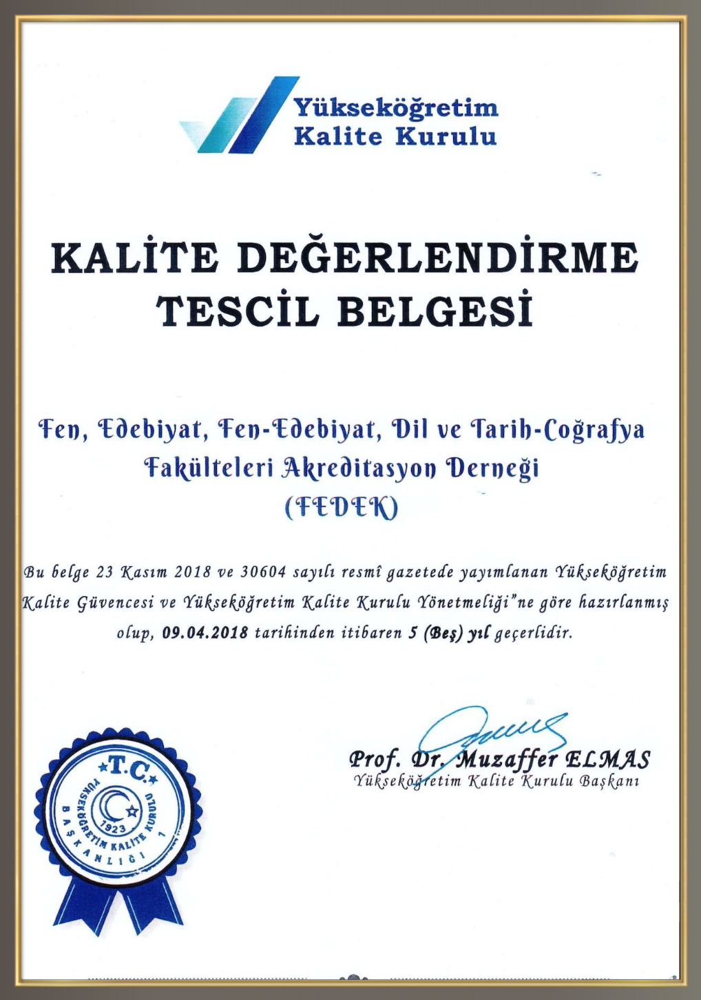 Yükseköğretim
Kalite Kurulu
KALİTE DEĞERLENDİRME
TESCİL BELGESİ
Fen, Edebiyat, Fen-Edebiyat, Dil ve Tarih-Coğrafya
Fakülteleri Akreditasyon Derneği
(FEDEK)
Bu belge 23 Kasım 2018 ve 30604 sayılı resmî gazetede yayımlanan Yükseköğretim
Kalite Güvencesi ve Yükseköğretim Kalite Kurulu Yönetmeliği”ne göre hazırlanmış
olup, 09.04.2018 tarihinden itibaren 5 (Beş) yıl geçerlidir.
Prof. Dr. Muzaffer ELMAS
Yükseköğretim Kalite Kurulu Başkanı
T.C.
YÜKSEKÖĞRETİM KALİTE KURULU
BAŞKANLIĞI 1
1923